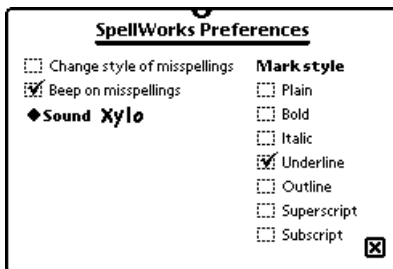 SpellWorks Preferences
Change style of misspellings
Beep on misspellings
◆Sound Xylo
Mark style
Plain
Bold
Italic
Underline
Outline
Superscript
Subscript